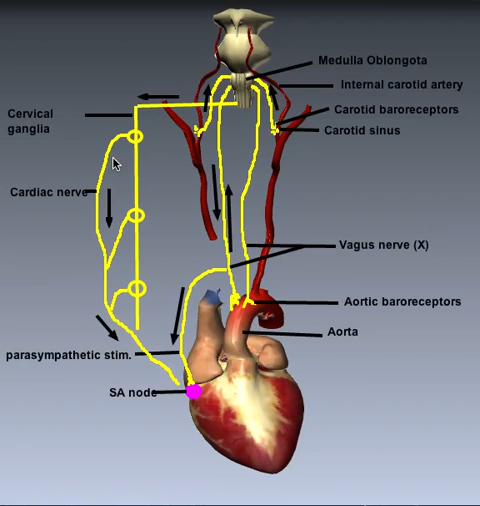 Medulla Oblongota
Internal carotid artery
Carotid baroreceptors
Cervical
ganglia
Carotid sinus
Cardiac nerve
Vagus nerve (X)
Aortic baroreceptors
Aorta
parasympathetic stim.
SA node